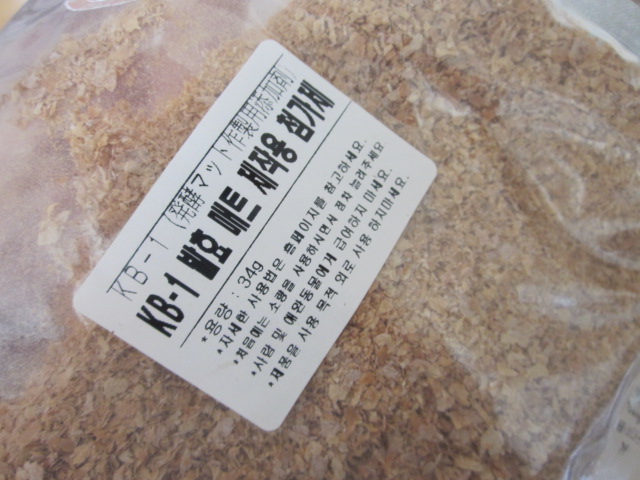 KB-1 (発酵マット作製用添加剤)
KB-1 발효 매트 제작용 첨가제
*용량 : 34g
*자세한 사용법은 홈페이지를 참고하세요.
*처음에는 소량을 사용하시면서 점차 늘려주세요
*사람 및 애완동물에게 급여하지 마세요.
*제품을 사용 목적 외로 사용 하지마세요.